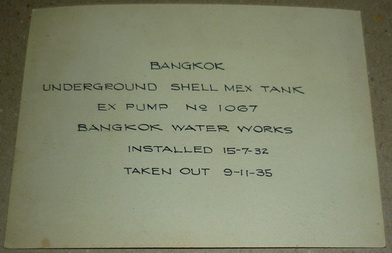 BANGKOK
UNDERGROUND SHELL MEX TANK
EX PUMP No 1067
BANGKOK WATER WORKS
INSTALLED 15-7-32
TAKEN OUT 9-11-35